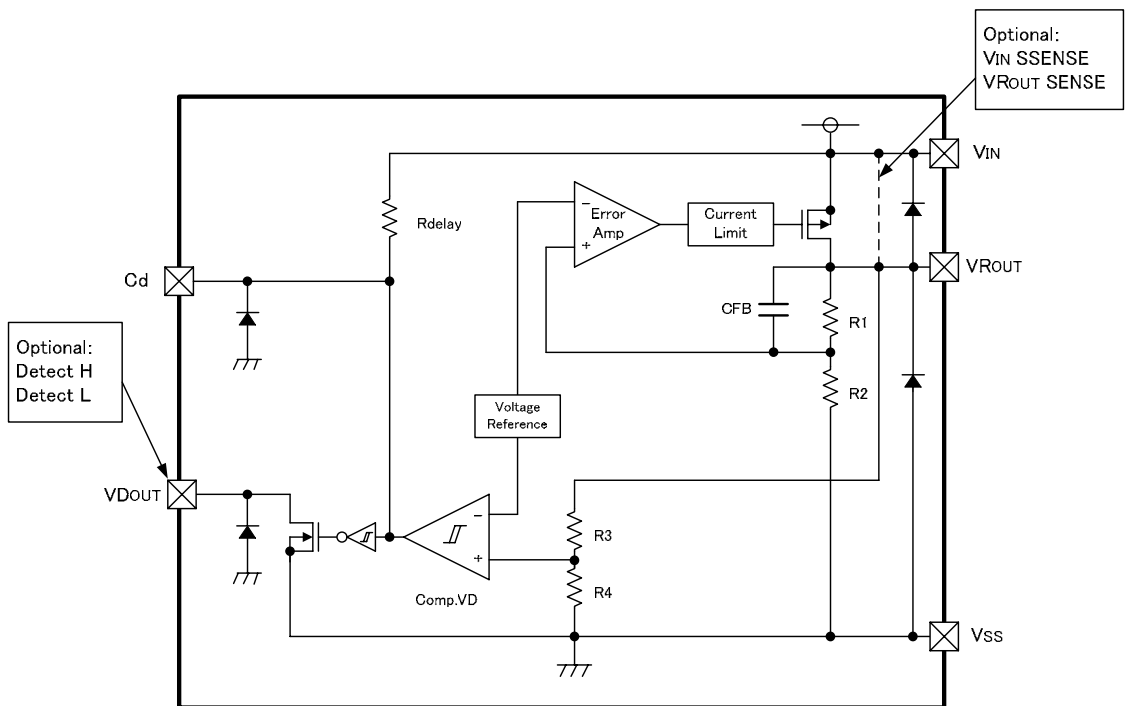 Optional:
VIN SSENSE
VROUT SENSE
VIN
Rdelay
Error
Amp
−
+
Current
Limit
Cd
VROUT
CFB
R1
R2
Optional:
Detect H
Detect L
Voltage
Reference
VDOUT
−
+
R3
R4
Comp.VD
VSS